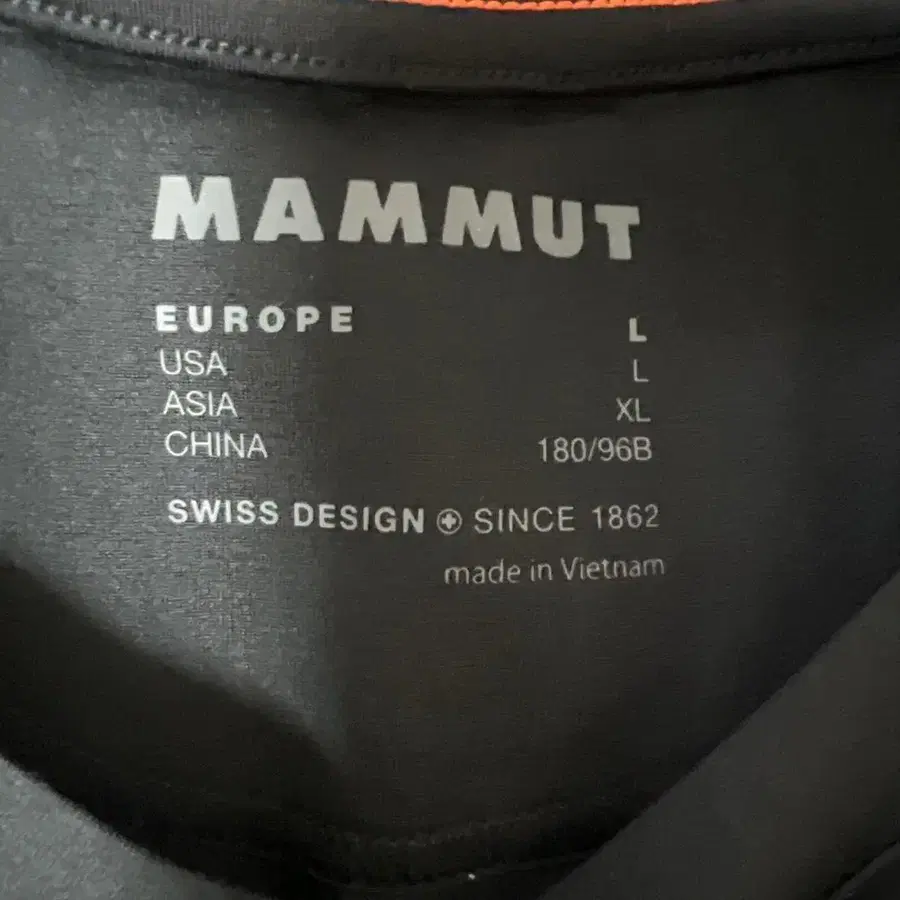 MAMMUT
EUROPE L
USA L
ASIA XL
CHINA 180/96B
SWISS DESIGN SINCE 1862
made in Vietnam